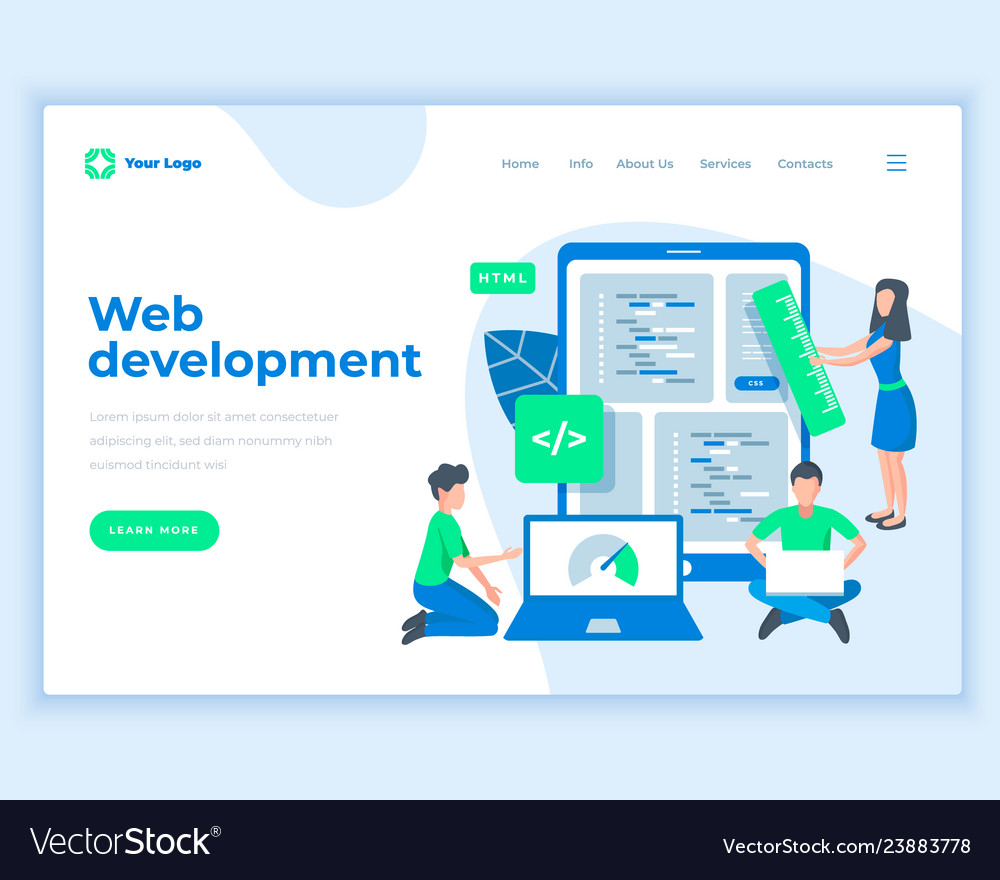 Your Logo
Home Info About Us Services Contacts
HTML
Web
development
CSS
Lorem ipsum dolor sit amet consectetuer
adipiscing elit, sed diam nonummy nibh
euismod tincidunt wisi
</>
LEARN MORE
VectorStock®
VectorStock.com/23883778